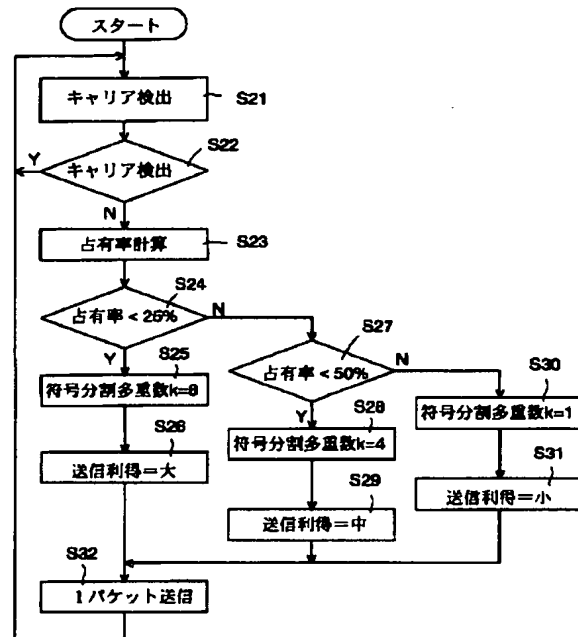 スタート
キャリア検出
S21
キャリア検出
S22
Y
N
占有率計算
S23
占有率<25%
S24
N
Y
符号分割多重数k=8
S25
送信利得=大
S26
占有率<50%
S27
N
Y
符号分割多重数k=4
S28
送信利得=中
S29
符号分割多重数k=1
S30
送信利得=小
S31
1パケット送信
S32